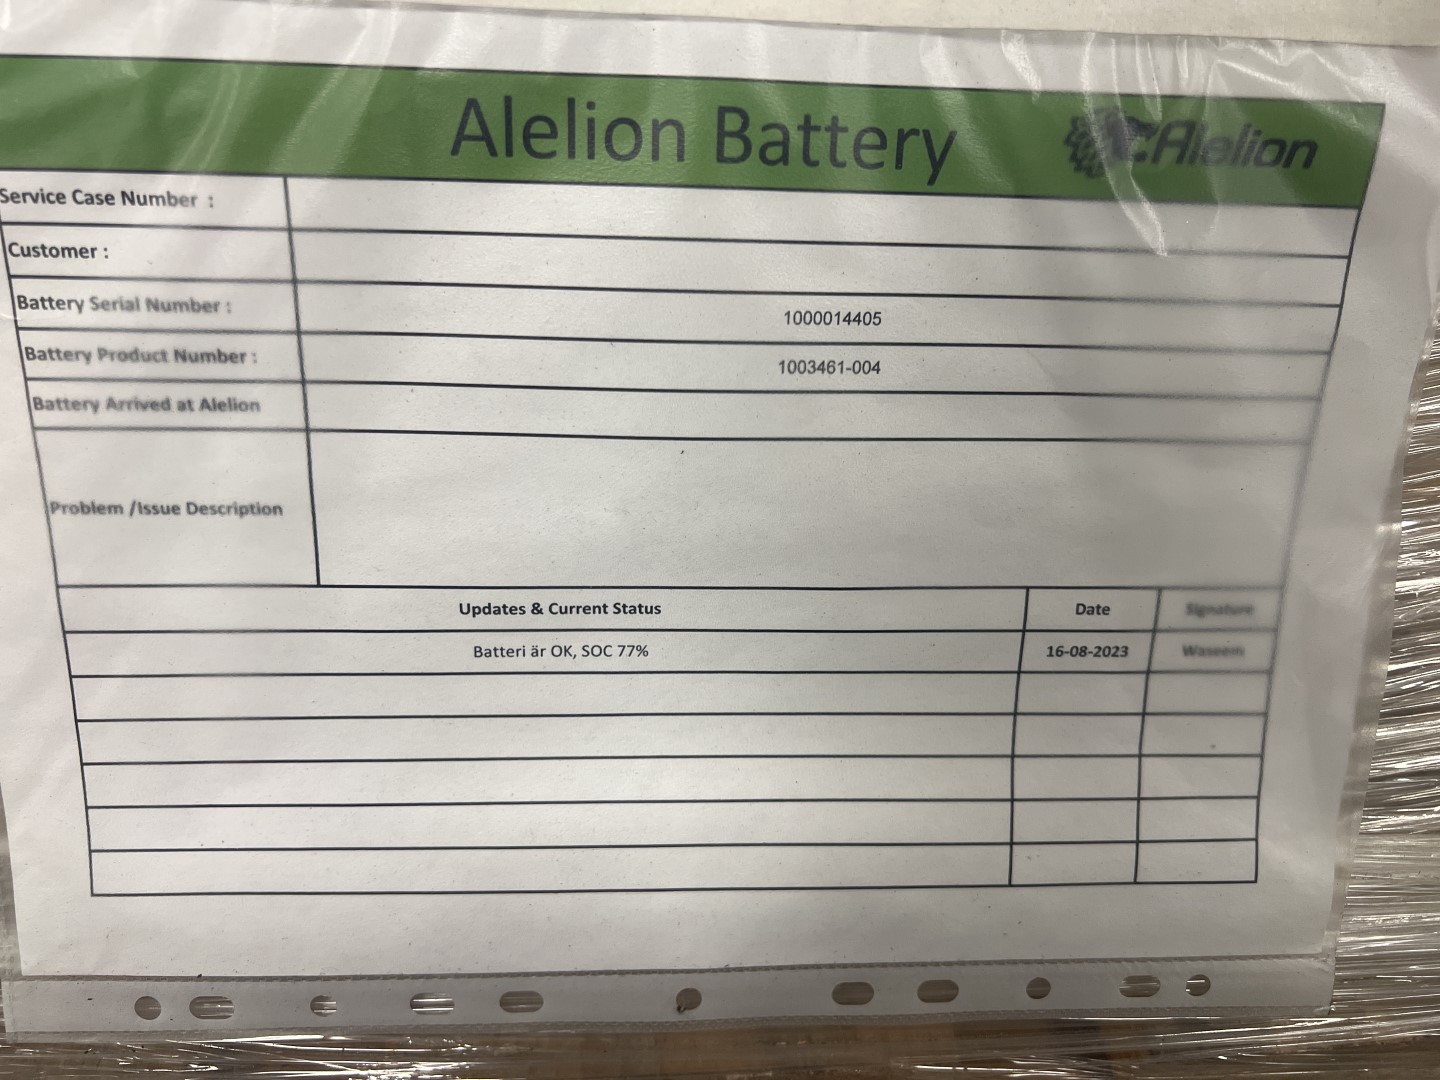 Alelion Battery
Alelion
Service Case Number :
Customer :
Battery Serial Number :
1000014405
Battery Product Number :
1003461-004
Battery Arrived at Alelion
Problem /Issue Description
Updates & Current Status
Date
Signature
Batteri är OK, SOC 77%
16-08-2023